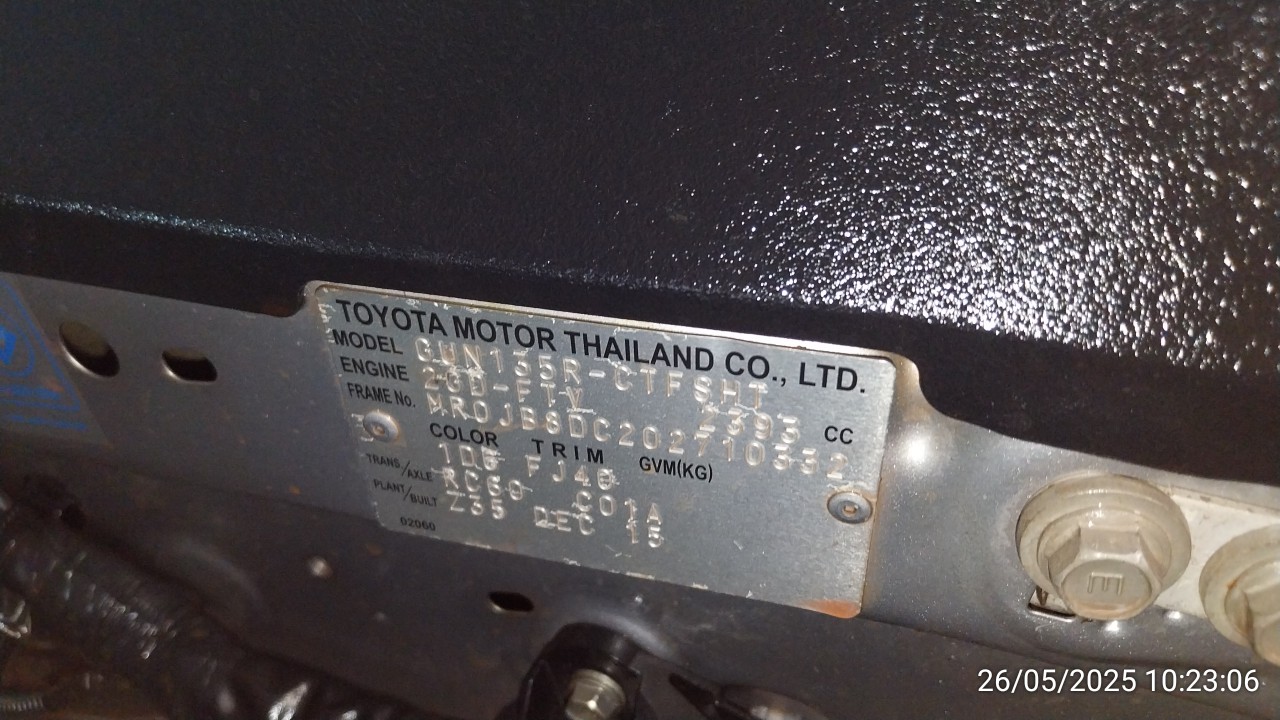 TOYOTA MOTOR THAILAND CO., LTD.
MODEL GUN135R-CTFSHT
ENGINE 2GD-FTV 2393 CC
FRAME No. MR0JB8DC202710332
COLOR TRIM GVM(KG)
1D6 FJ40
TRANS/AXLE RC60 C01A
PLANT/BUILT Z35 DEC 15
02060
E
26/05/2025 10:23:06